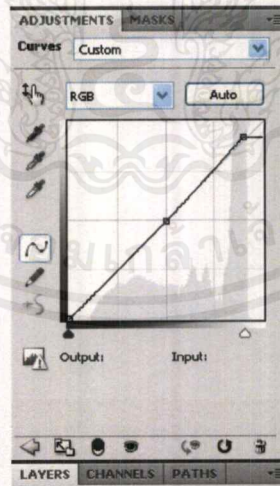 ADJUSTMENTS MASKS
Curves Custom
RGB Auto
Output: Input:
LAYERS CHANNELS PATHS